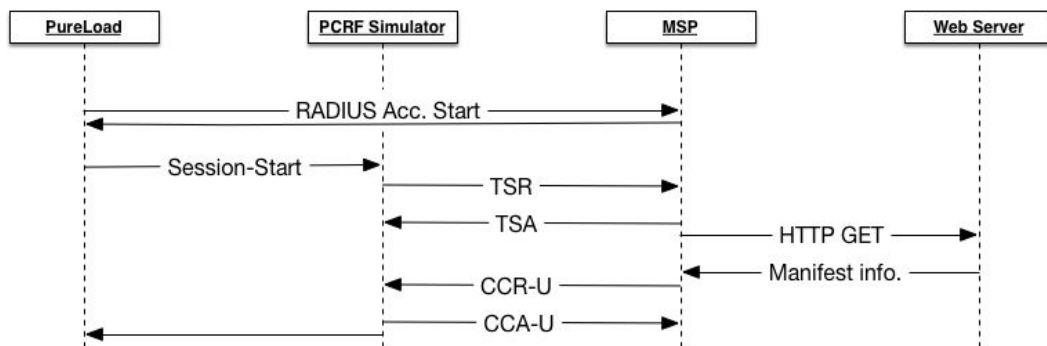 PureLoad
PCRF Simulator
MSP
Web Server
RADIUS Acc. Start
Session-Start
TSR
TSA
HTTP GET
Manifest info.
CCR-U
CCA-U